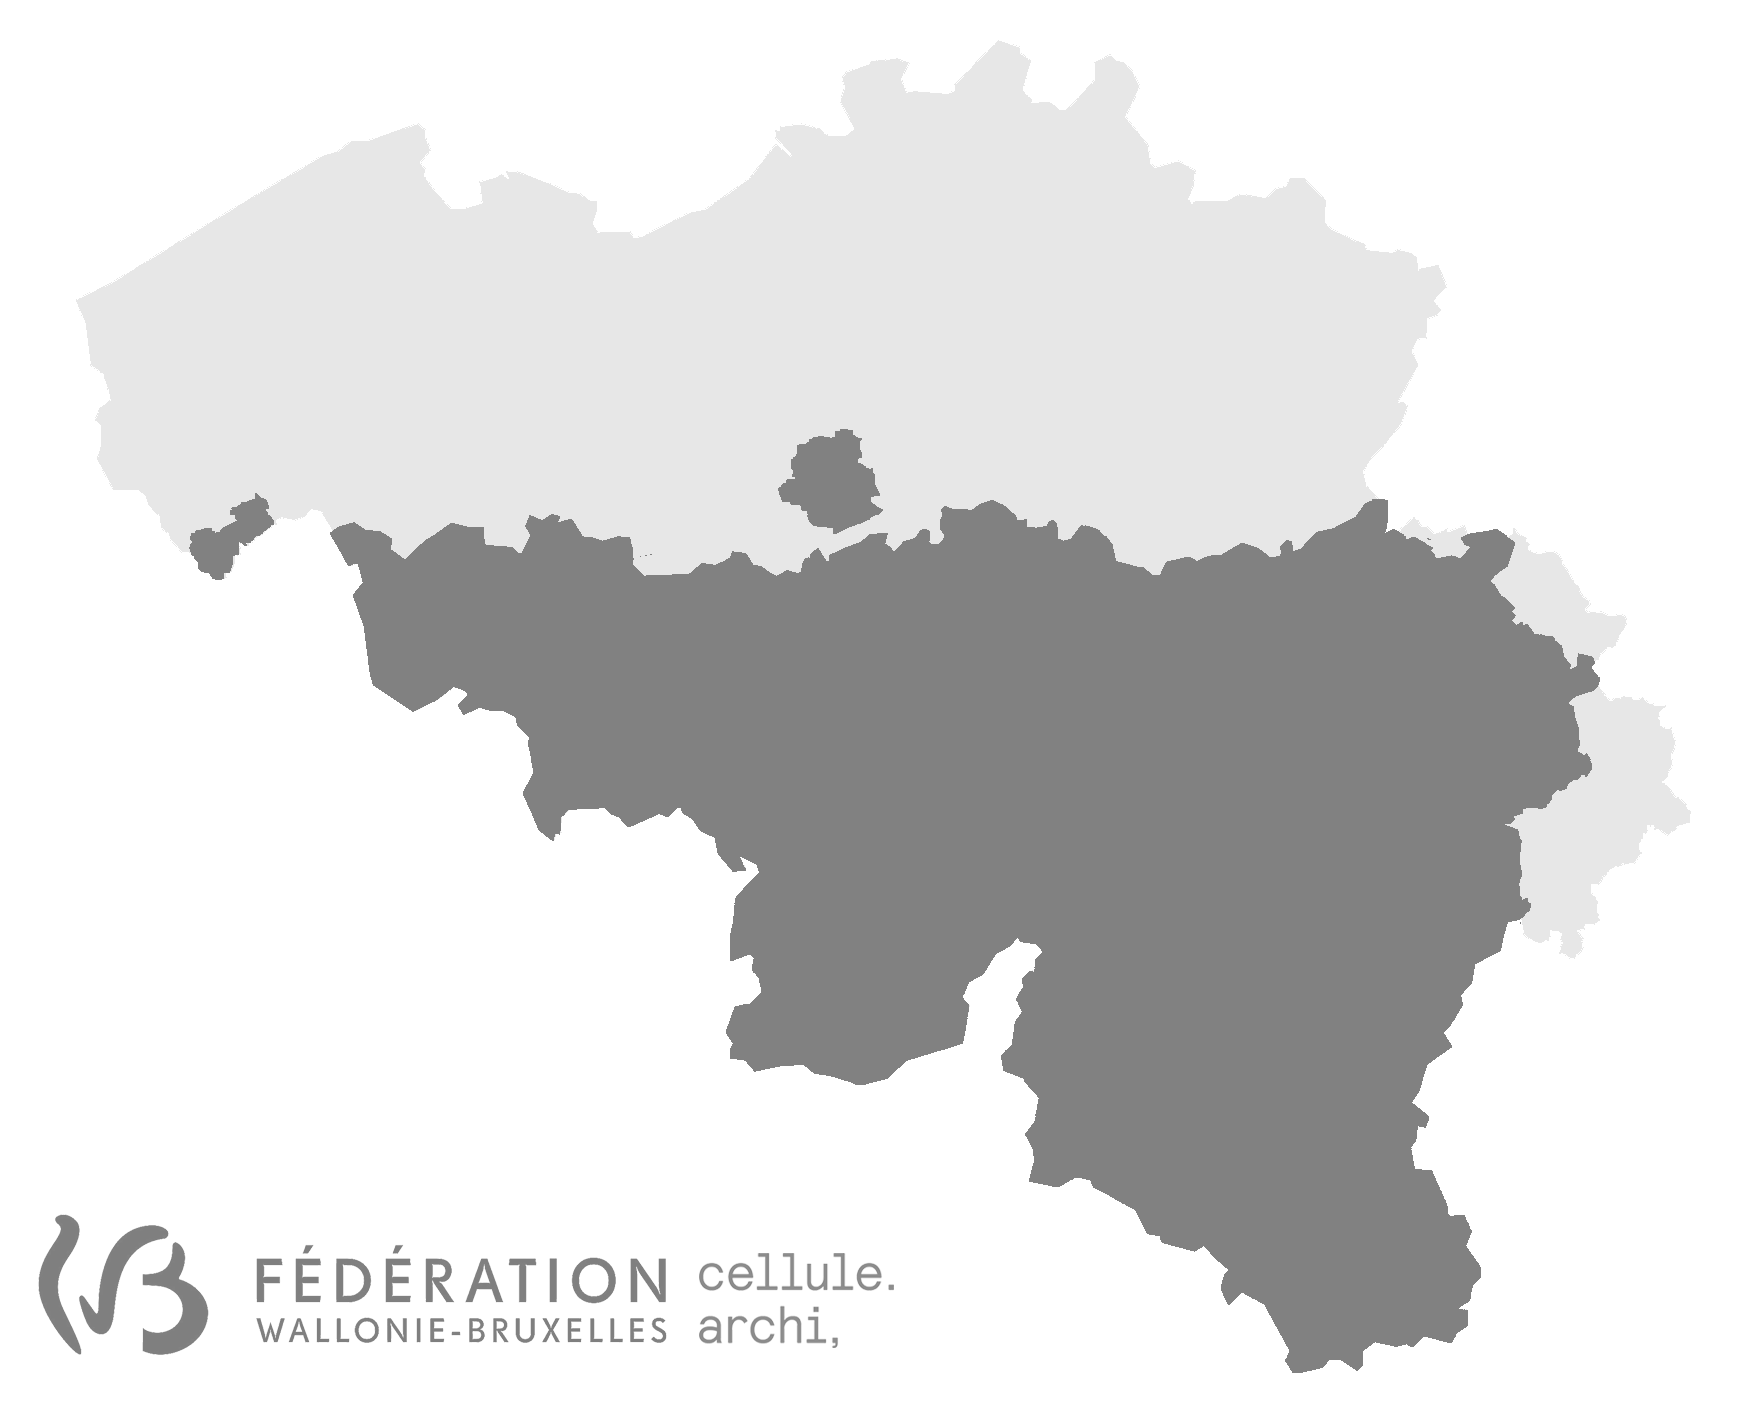 FÉDÉRATION
WALLONIE-BRUXELLES
cellule.
archi,